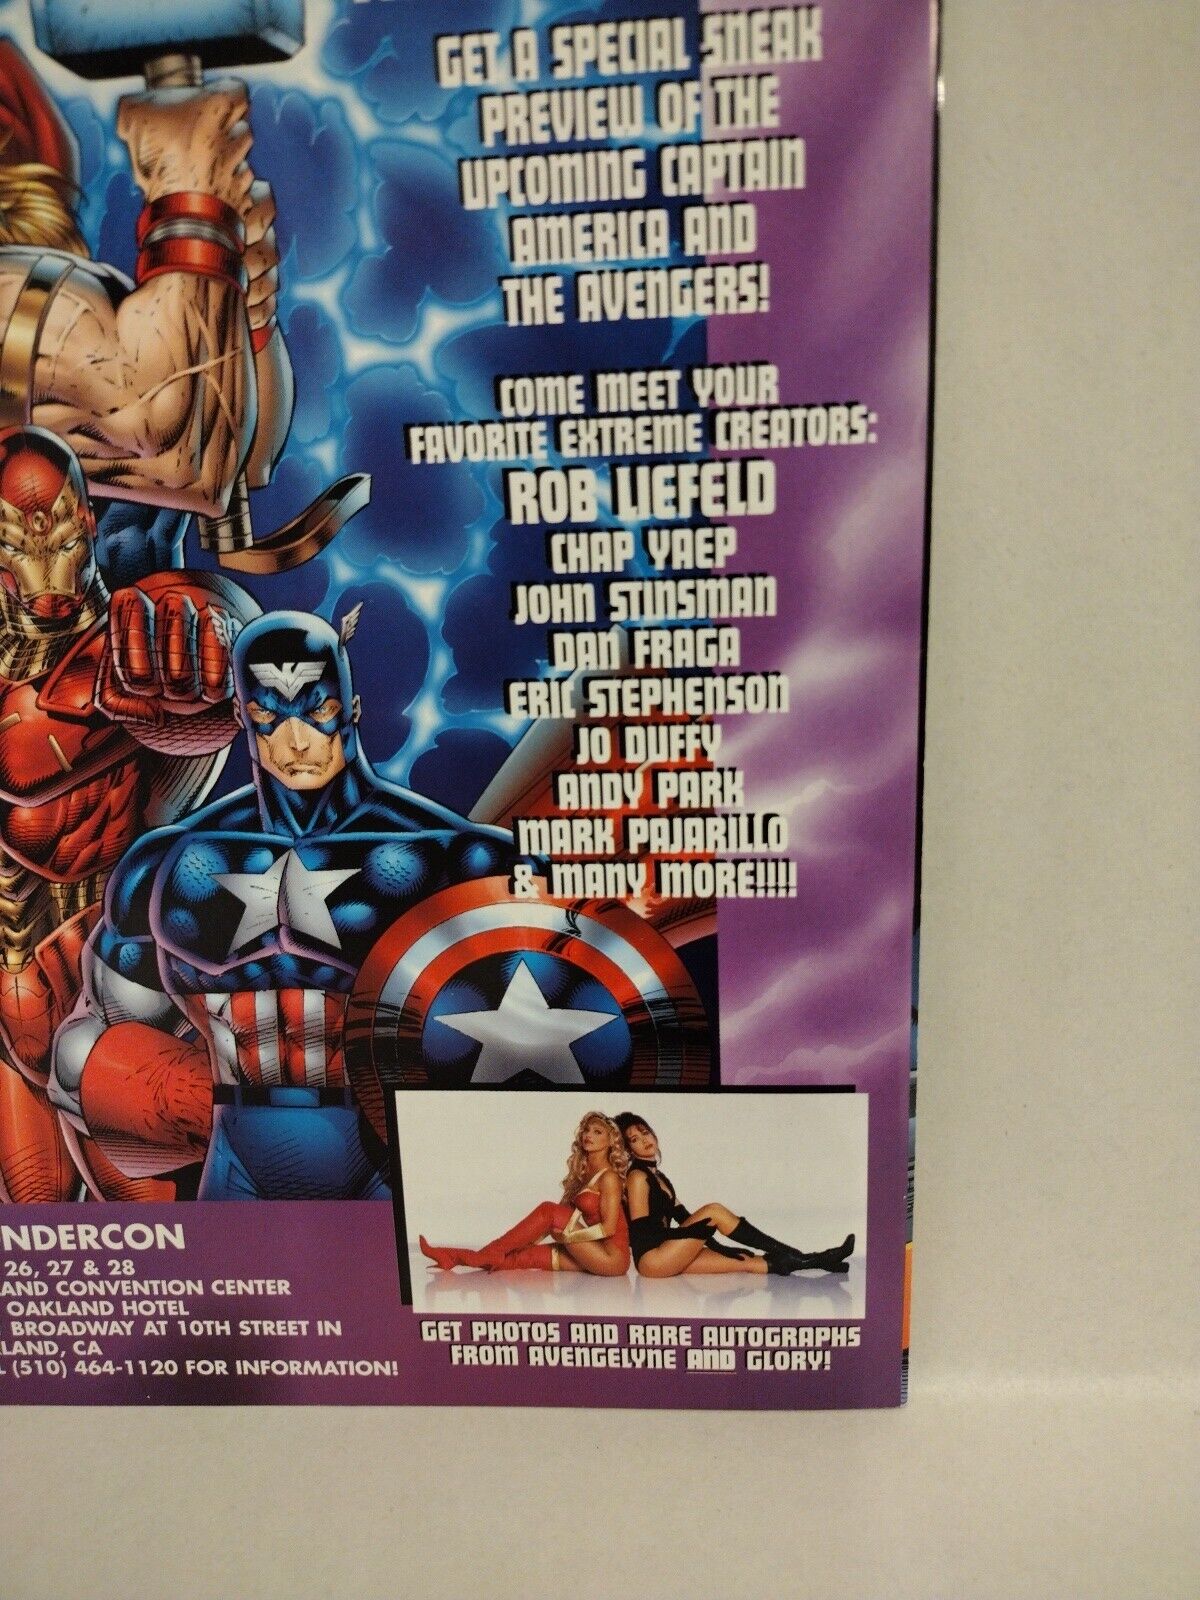 GET A SPECIAL SNEAK
PREVIEW OF THE
UPCOMING CAPTAIN
AMERICA AND
THE AVENGERS!
COME MEET YOUR
FAVORITE EXTREME CREATORS:
ROB LIEFELD
CHAP YAEP
JOHN STINSMAN
DAN FRAGA
ERIC STEPHENSON
JO DUFFY
ANDY PARK
MARK PAJARILLO
& MANY MORE!!!!
NDERCON
26, 27 & 28
AND CONVENTION CENTER
OAKLAND HOTEL
BROADWAY AT 10TH STREET IN
LAND, CA
(510) 464-1120 FOR INFORMATION!
GET PHOTOS AND RARE AUTOGRAPHS
FROM AVENGELYNE AND GLORY!